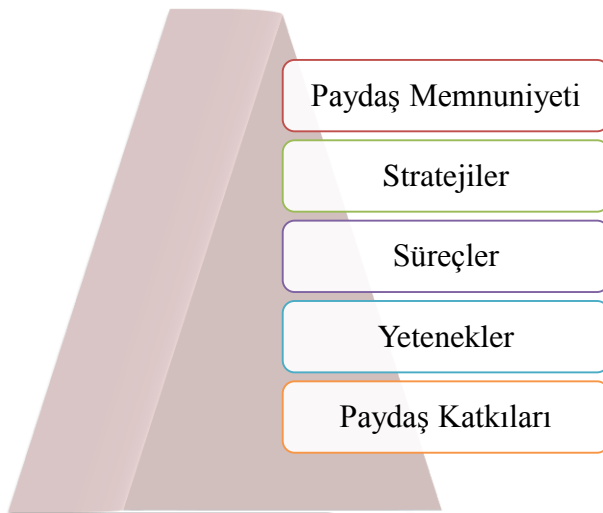 Paydaş Memnuniyeti
Stratejiler
Süreçler
Yetenekler
Paydaş Katkıları